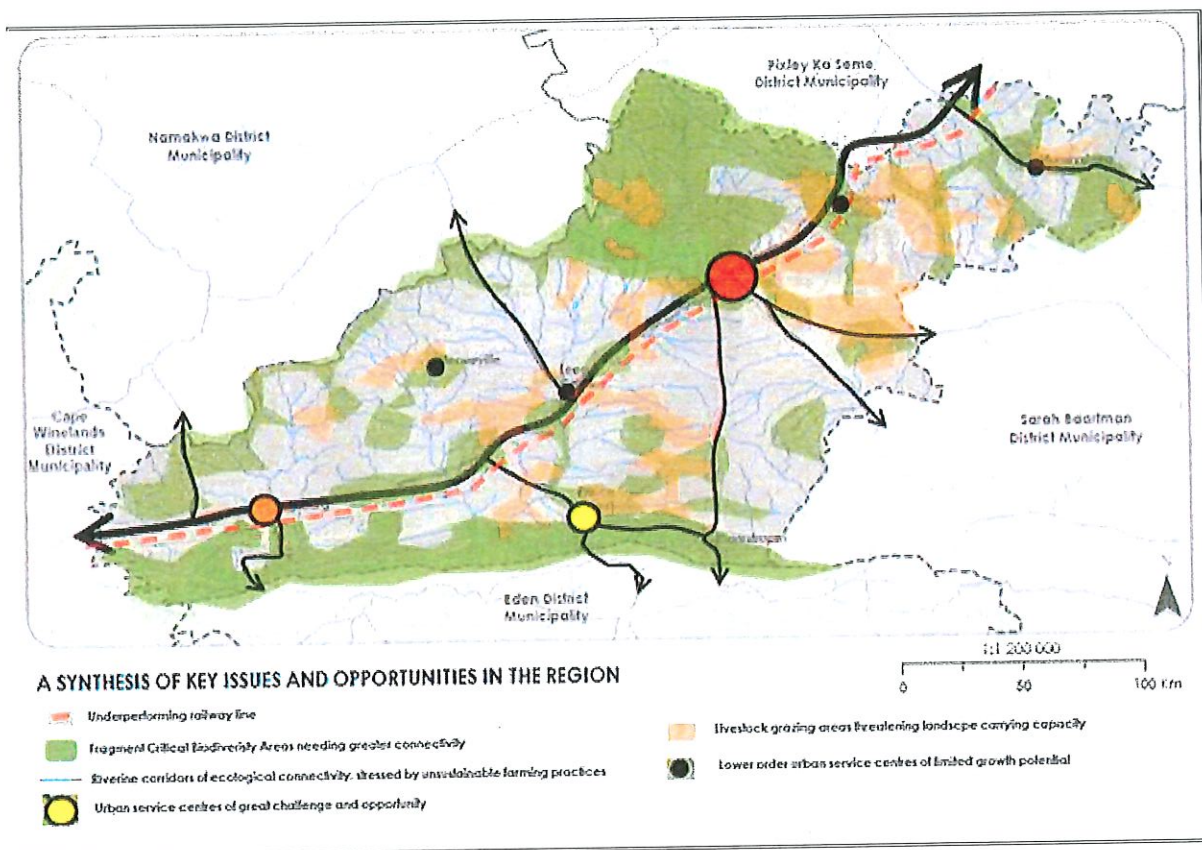 Pixley Ka Seme
District Municipality
Namakwa District
Municipality
Cape
Winelands
District
Municipality
Sarah Baartman
District Municipality
Eden District
Municipality
N
1:1 200 000
0 50 100 Km
A SYNTHESIS OF KEY ISSUES AND OPPORTUNITIES IN THE REGION
Underperforming railway line
Fragment Critical Biodiveristy Areas needing greater connectivity
Riverine corridors of ecological connectivity, stressed by unsustainable farming practices
Urban service centres of great challenge and opportunity
Livestock grazing areas threatening landscape carrying capacity
Lower order urban service centres of limited growth potential